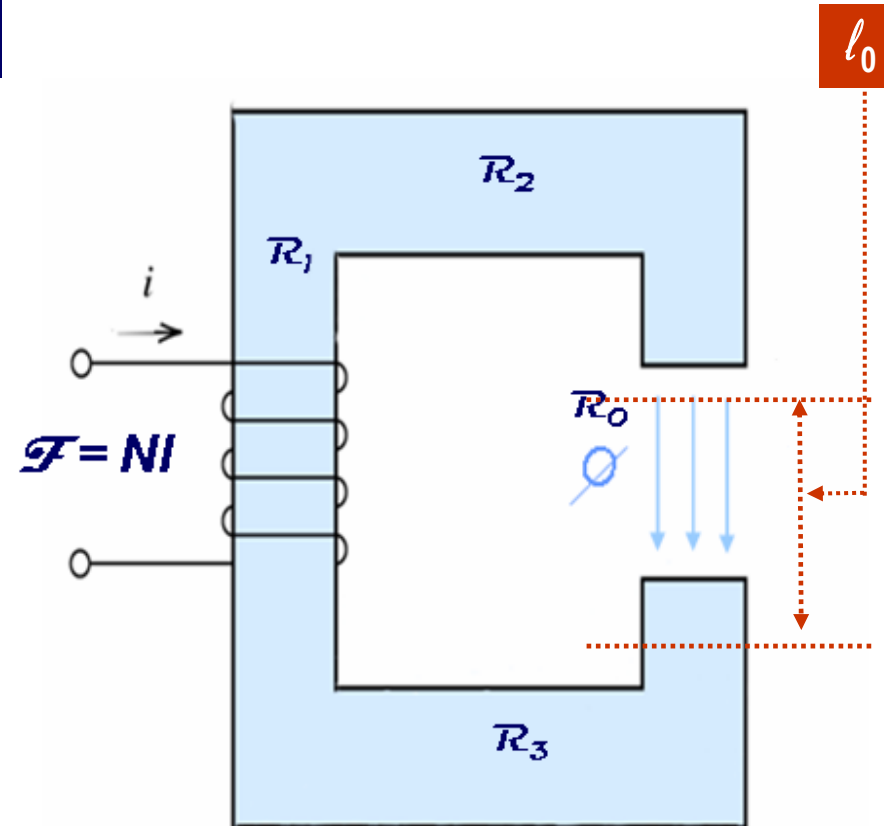 ℓ₀
ℛ₂
ℛ₁
i
ℛ₀
ℱ = NI
Ø
ℛ₃